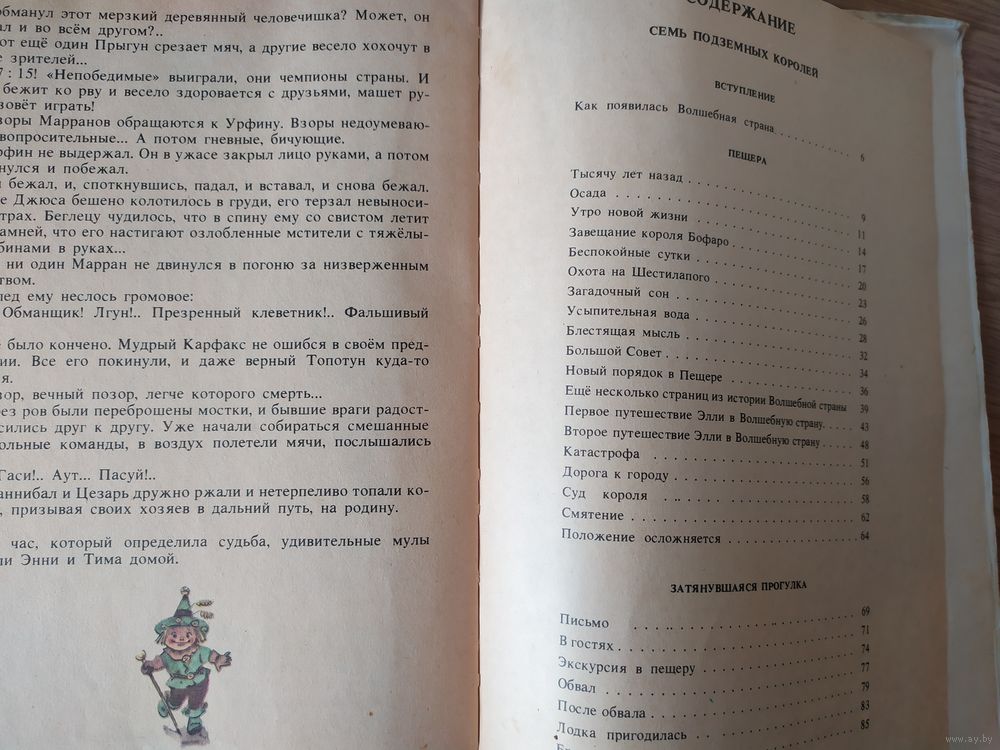 обманул этот мерзкий деревянный человечишка? Может, он
ал и во всём другом?..
от ещё один Прыгун срезает мяч, а другие весело хохочут в
е зрителей...
7 : 15! «Непобедимые» выиграли, они чемпионы страны. И
бежит ко рву и весело здоровается с друзьями, машет ру-
зовёт играть!
зоры Марранов обращаются к Урфину. Взоры недоумеваю-
вопросительные... А потом гневные, бичующие.
рфин не выдержал. Он в ужасе закрыл лицо руками, а потом
нулся и побежал.
н бежал, и, споткнувшись, падал, и вставал, и снова бежал.
е Джюса бешено колотилось в груди, его терзал невыноси-
трах. Беглецу чудилось, что в спину ему со свистом летит
амней, что его настигают озлобленные мстители с тяжёлы-
бинами в руках...
ни один Марран не двинулся в погоню за низверженным
твом.
лед ему неслось громовое:
Обманщик! Лгун!.. Презренный клеветник!.. Фальшивый
ё было кончено. Мудрый Карфакс не ошибся в своём пред-
нии. Все его покинули, и даже верный Топотун куда-то
я.
зор, вечный позор, легче которого смерть...
рез ров были переброшены мостки, и бывшие враги радост-
сились друг к другу. Уже начали собираться смешанные
ольные команды, в воздух полетели мячи, послышались
Гаси!.. Аут... Пасуй!..
аннибал и Цезарь дружно ржали и нетерпеливо топали ко-
, призывая своих хозяев в дальний путь, на родину.
час, который определила судьба, удивительные мулы
ли Энни и Тима домой.
СОДЕРЖАНИЕ
СЕМЬ ПОДЗЕМНЫХ КОРОЛЕЙ
ВСТУПЛЕНИЕ
Как появилась Волшебная страна . . . . . . 6
ПЕЩЕРА
Тысячу лет назад . . . . . . 9
Осада . . . . . . 11
Утро новой жизни . . . . . . 14
Завещание короля Бофаро . . . . . . 17
Беспокойные сутки . . . . . . 20
Охота на Шестилапого . . . . . . 23
Загадочный сон . . . . . . 26
Усыпительная вода . . . . . . 28
Блестящая мысль . . . . . . 32
Большой Совет . . . . . . 34
Новый порядок в Пещере . . . . . . 36
Ещё несколько страниц из истории Волшебной страны 39
Первое путешествие Элли в Волшебную страну. . . . . 43
Второе путешествие Элли в Волшебную страну . . . . . 48
Катастрофа . . . . . . 51
Дорога к городу . . . . . . 56
Суд короля . . . . . . 58
Смятение . . . . . . 62
Положение осложняется . . . . . . 64
ЗАТЯНУВШАЯСЯ ПРОГУЛКА
Письмо . . . . . . 69
В гостях . . . . . . 71
Экскурсия в пещеру . . . . . . 74
Обвал . . . . . . 77
После обвала . . . . . . 79
Лодка пригодилась . . . . . . 83
85
www.ay.by